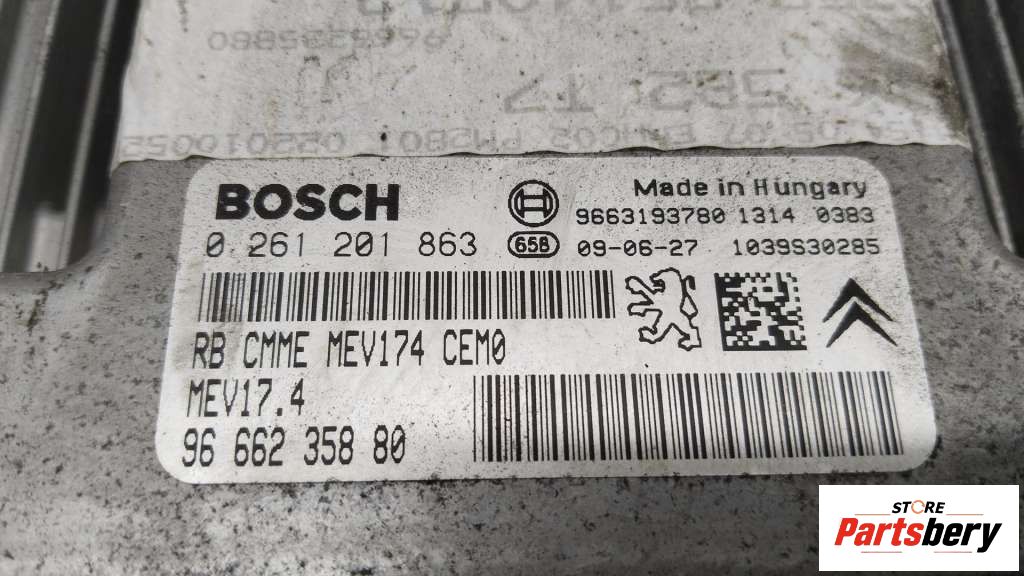 BOSCH
Made in Hungary
9663193780 1314 0383
0 261 201 863
658
09-06-27 1039S30285
RB CMME MEV174 CEM0
MEV17.4
96 662 358 80
STORE
Partsbery